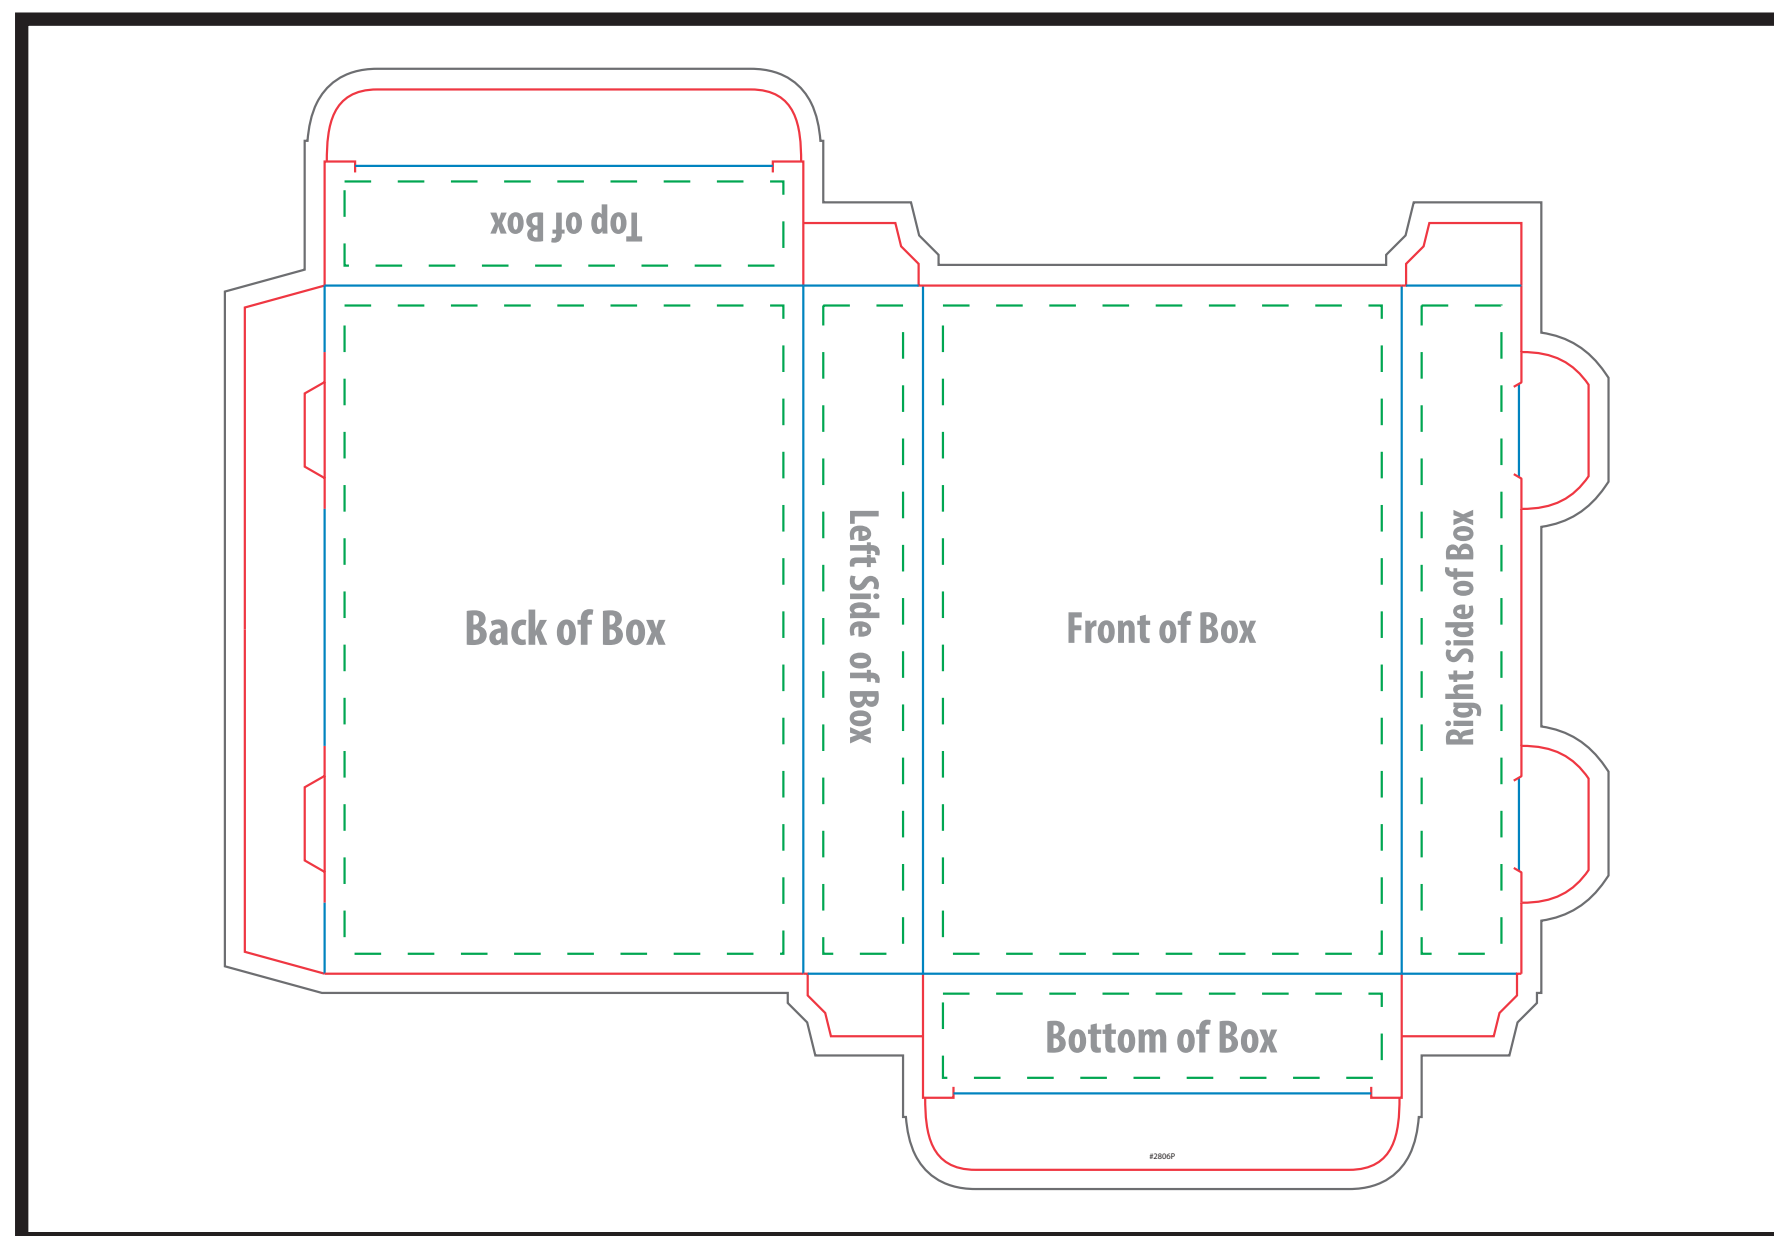 Top of Box
Back of Box
Left Side of Box
Front of Box
Right Side of Box
Bottom of Box
#2806P